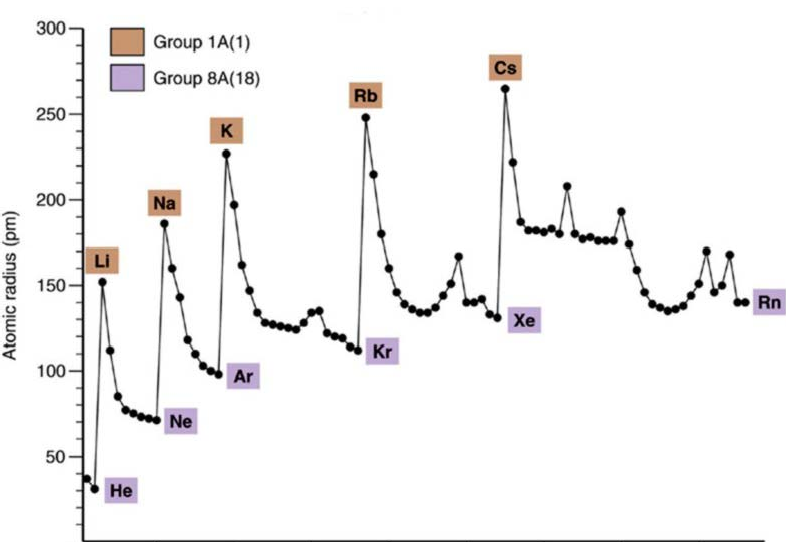 300
Group 1A(1)
Group 8A(18)
Cs
Rb
250
K
200
Na
Li
150
Rn
Xe
Kr
Ar
100
Ne
50
He
Atomic radius (pm)